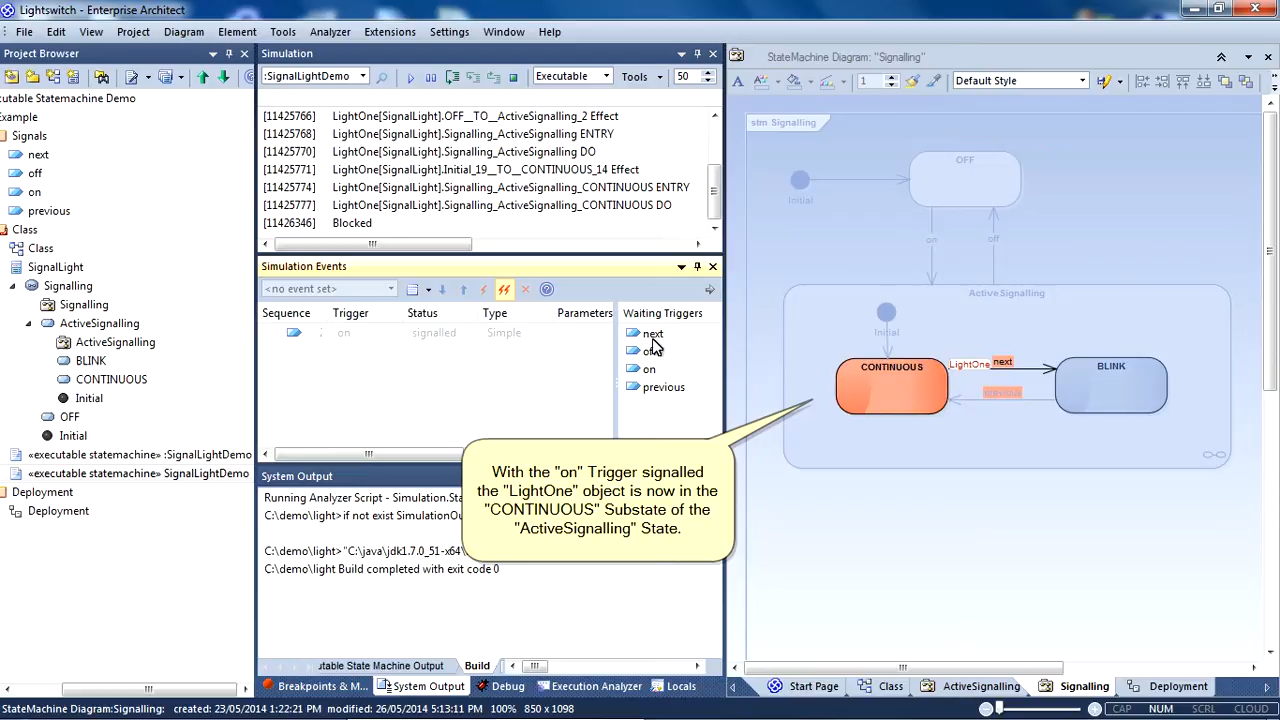 Lightswitch - Enterprise Architect
File Edit View Project Diagram Element Tools Analyzer Extensions Settings Window Help
Project Browser
Executable Statemachine Demo
Example
Signals
next
off
on
previous
Class
Class
SignalLight
Signalling
Signalling
ActiveSignalling
ActiveSignalling
BLINK
CONTINUOUS
Initial
OFF
Initial
«executable statemachine» :SignalLightDemo
«executable statemachine» SignalLightDemo
Deployment
Deployment
Simulation
:SignalLightDemo Executable Tools 50
[11425766] LightOne[SignalLight].OFF__TO__ActiveSignalling_2 Effect
[11425768] LightOne[SignalLight].Signalling_ActiveSignalling ENTRY
[11425770] LightOne[SignalLight].Signalling_ActiveSignalling DO
[11425771] LightOne[SignalLight].Initial_19__TO__CONTINUOUS_14 Effect
[11425774] LightOne[SignalLight].Signalling_ActiveSignalling_CONTINUOUS ENTRY
[11425777] LightOne[SignalLight].Signalling_ActiveSignalling_CONTINUOUS DO
[11426346] Blocked
Simulation Events
<no event set>
Sequence Trigger Status Type Parameters Waiting Triggers
on signalled Simple
next
on
previous
System Output
Running Analyzer Script - Simulation.Sta
C:\demo\light> if not exist SimulationOu
C:\demo\light> "C:\java\jdk1.7.0_51-x64\
C:\demo\light Build completed with exit code 0
utable State Machine Output Build
Breakpoints & M... System Output Debug Execution Analyzer Locals
With the "on" Trigger signalled
the "LightOne" object is now in the
"CONTINUOUS" Substate of the
"ActiveSignalling" State.
StateMachine Diagram: "Signalling"
A 1 Default Style
stm Signalling
OFF
Initial
on off
ActiveSignalling
Initial
CONTINUOUS
LightOne next
previous
BLINK
Start Page Class ActiveSignalling Signalling Deployment
StateMachine Diagram:Signalling: created: 23/05/2014 1:22:21 PM modified: 26/05/2014 5:13:11 PM 100% 850 x 1098
CAP NUM SCRL CLOUD